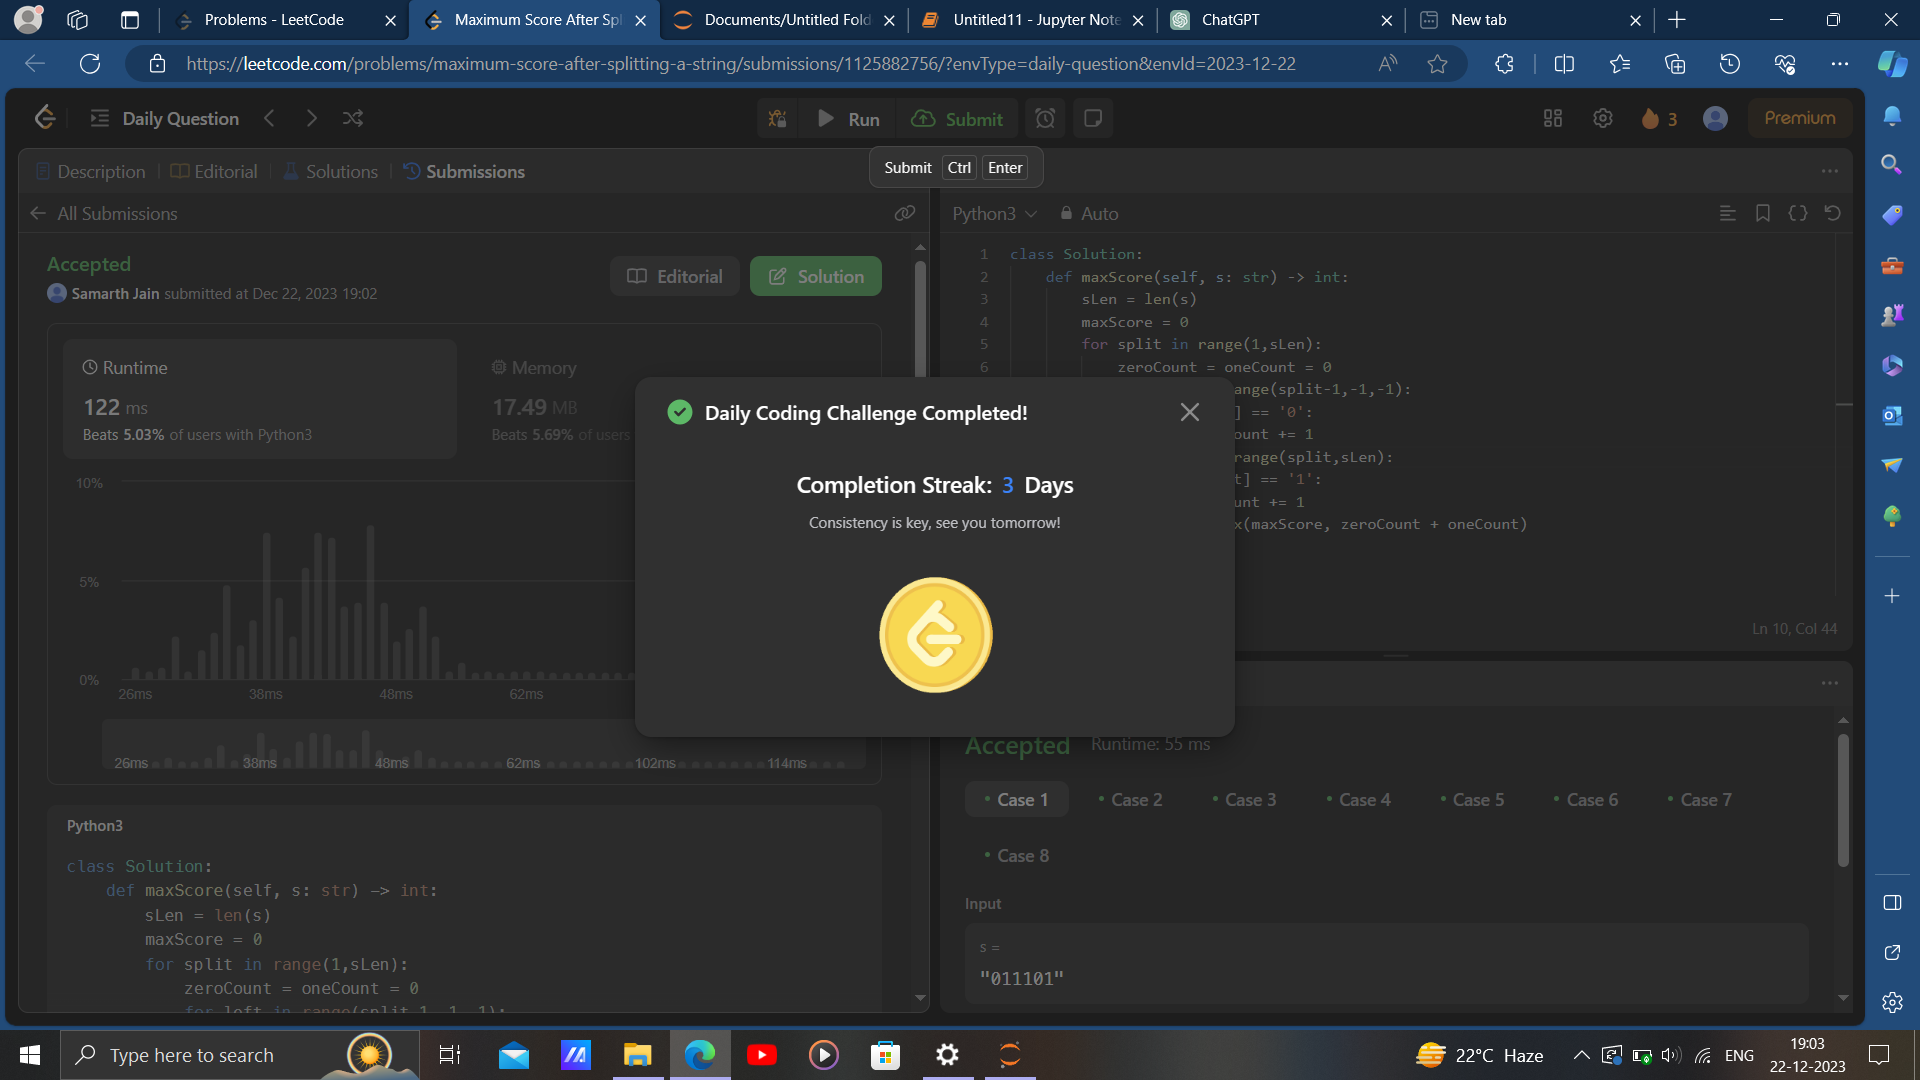 Problems - LeetCode
Maximum Score After Spl
Documents/Untitled Fold
Untitled11 - Jupyter Note
ChatGPT
New tab
https://leetcode.com/problems/maximum-score-after-splitting-a-string/submissions/1125882756/?envType=daily-question&envId=2023-12-22
Daily Question
Run
Submit
3
Premium
Submit Ctrl Enter
Description
Editorial
Solutions
Submissions
All Submissions
Accepted
Samarth Jain submitted at Dec 22, 2023 19:02
Editorial
Solution
Runtime
122 ms
Beats 5.03% of users with Python3
Memory
17.49 MB
Beats 5.69% of users
10%
5%
0%
26ms
38ms
48ms
62ms
26ms
38ms
48ms
62ms
102ms
114ms
Python3
class Solution:
def maxScore(self, s: str) -> int:
sLen = len(s)
maxScore = 0
for split in range(1,sLen):
zeroCount = oneCount = 0
for left in range(split-1,-1,-1):
Python3
Auto
1 class Solution:
2 def maxScore(self, s: str) -> int:
3 sLen = len(s)
4 maxScore = 0
5 for split in range(1,sLen):
6 zeroCount = oneCount = 0
ange(split-1,-1,-1):
] == '0':
ount += 1
range(split,sLen):
t] == '1':
unt += 1
x(maxScore, zeroCount + oneCount)
Ln 10, Col 44
Daily Coding Challenge Completed!
Completion Streak: 3 Days
Consistency is key, see you tomorrow!
Accepted
Runtime: 55 ms
Case 1
Case 2
Case 3
Case 4
Case 5
Case 6
Case 7
Case 8
Input
s =
"011101"
Type here to search
22°C Haze
ENG
19:03
22-12-2023